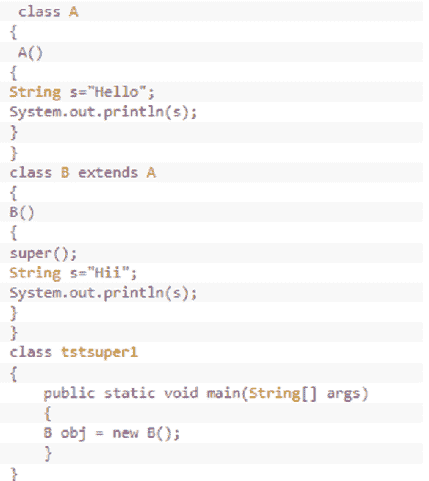 class A
{
A()
{
String s="Hello";
System.out.println(s);
}
}
class B extends A
{
B()
{
super();
String s="Hii";
System.out.println(s);
}
}
class tstsuper1
{
public static void main(String[] args)
{
B obj = new B();
}
}